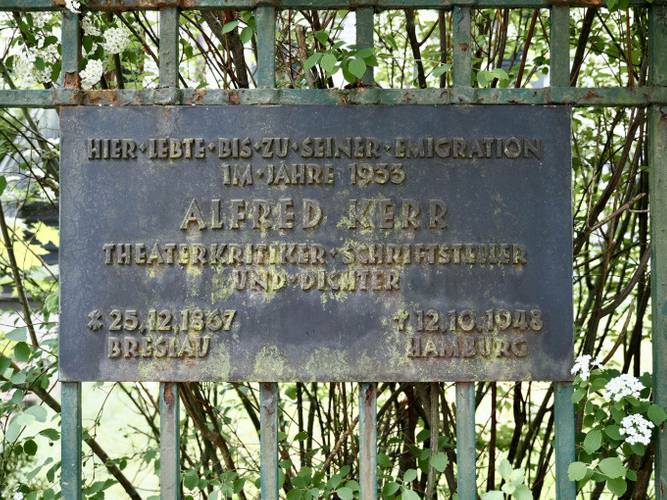 HIER·LEBTE·BIS·ZU·SEINER·EMIGRATION
IM·JAHRE 1933
ALFRED KERR
THEATERKRITIKER·SCHRIFTSTELLER
UND·DICHTER
* 25.12.1867 † 12.10.1948
BRESLAU HAMBURG